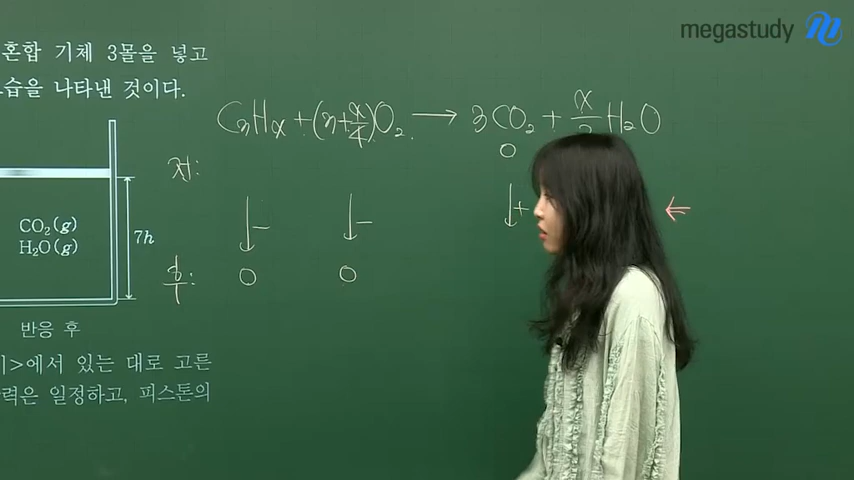 megastudy
혼합 기체 3몰을 넣고
습을 나타낸 것이다.
C₃Hₓ + (3+x/4)O₂ → 3CO₂ + x/2 H₂O
0
전:
CO₂(g)
H₂O(g)
7h
- - +
후: 0 0
반응 후
>에서 있는 대로 고른
력은 일정하고, 피스톤의